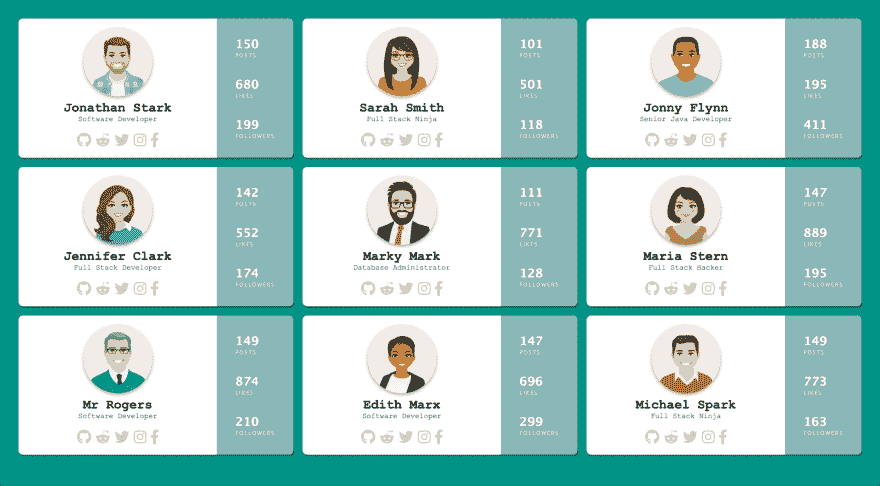 Jonathan Stark
Software Developer
150
POSTS
680
LIKES
199
FOLLOWERS
Sarah Smith
Full Stack Ninja
101
POSTS
501
LIKES
118
FOLLOWERS
Jonny Flynn
Senior Java Developer
188
POSTS
195
LIKES
411
FOLLOWERS
Jennifer Clark
Full Stack Developer
142
POSTS
552
LIKES
174
FOLLOWERS
Marky Mark
Database Administrator
111
POSTS
771
LIKES
128
FOLLOWERS
Maria Stern
Full Stack Hacker
147
POSTS
889
LIKES
195
FOLLOWERS
Mr Rogers
Software Developer
149
POSTS
874
LIKES
210
FOLLOWERS
Edith Marx
Software Developer
147
POSTS
696
LIKES
299
FOLLOWERS
Michael Spark
Full Stack Ninja
149
POSTS
773
LIKES
163
FOLLOWERS